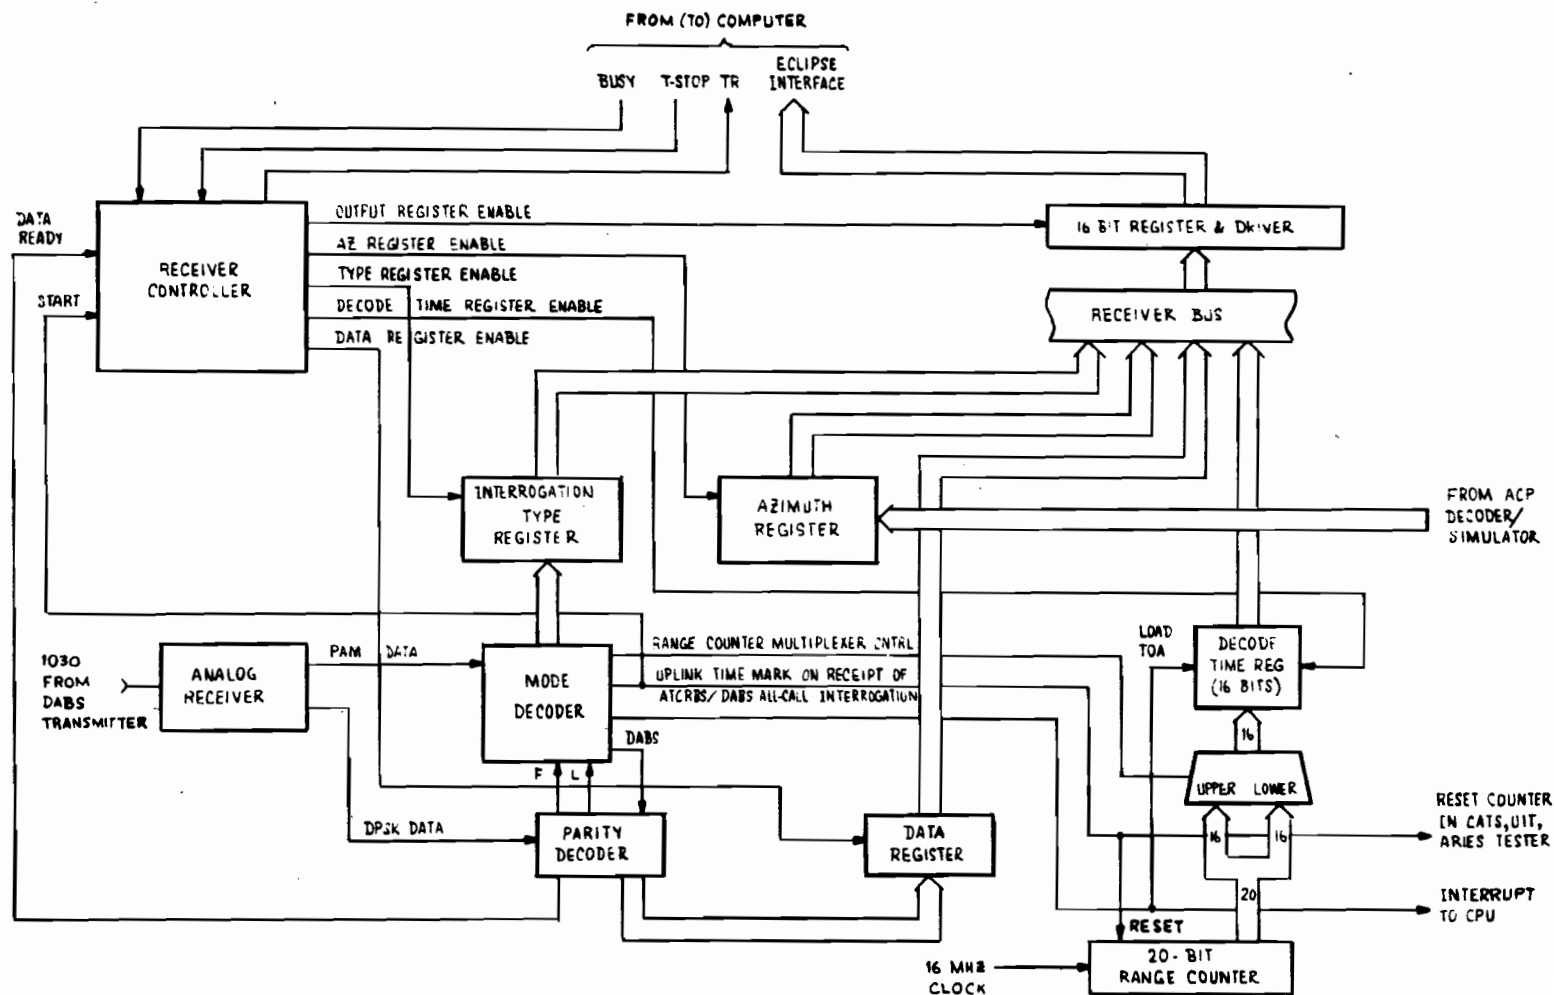 FROM (TO) COMPUTER
BUSY
T-STOP
TR
ECLIPSE
INTERFACE
DATA
READY
START
RECEIVER
CONTROLLER
OUTPUT REGISTER ENABLE
AZ REGISTER ENABLE
TYPE REGISTER ENABLE
DECODE TIME REGISTER ENABLE
DATA REGISTER ENABLE
16 BIT REGISTER & DRIVER
RECEIVER BUS
INTERROGATION
TYPE
REGISTER
AZIMUTH
REGISTER
FROM ACP
DECODER/
SIMULATOR
1030
FROM
DABS
TRANSMITTER
ANALOG
RECEIVER
PAM DATA
DPSK DATA
MODE
DECODER
RANGE COUNTER MULTIPLEXER CNTRL
UPLINK TIME MARK ON RECEIPT OF
ATCRBS/DABS ALL-CALL INTERROGATION
DABS
F
L
PARITY
DECODER
DATA
REGISTER
LOAD
TOA
DECODE
TIME REG
(16 BITS)
16
UPPER LOWER
16
16
20
RESET
20-BIT
RANGE COUNTER
16 MHZ
CLOCK
RESET COUNTER
IN CATS, UIT,
ARIES TESTER
INTERRUPT
TO CPU